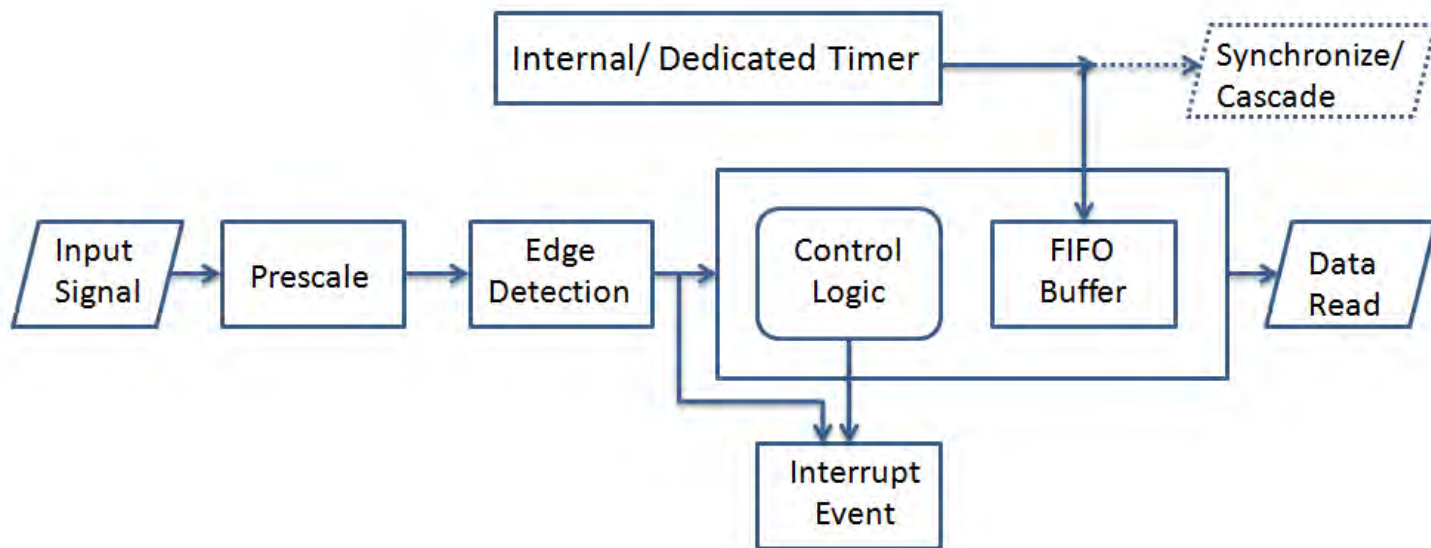 Internal/ Dedicated Timer
Synchronize/
Cascade
Input
Signal
Prescale
Edge
Detection
Control
Logic
FIFO
Buffer
Data
Read
Interrupt
Event